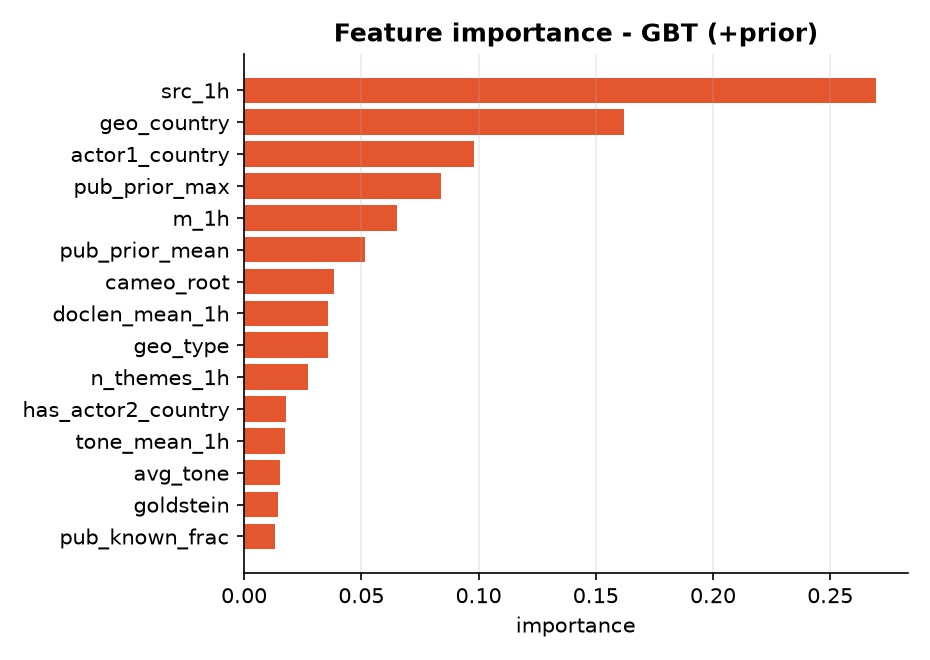 Feature importance - GBT (+prior)
src_1h
geo_country
actor1_country
pub_prior_max
m_1h
pub_prior_mean
cameo_root
doclen_mean_1h
geo_type
n_themes_1h
has_actor2_country
tone_mean_1h
avg_tone
goldstein
pub_known_frac
0.00 0.05 0.10 0.15 0.20 0.25
importance